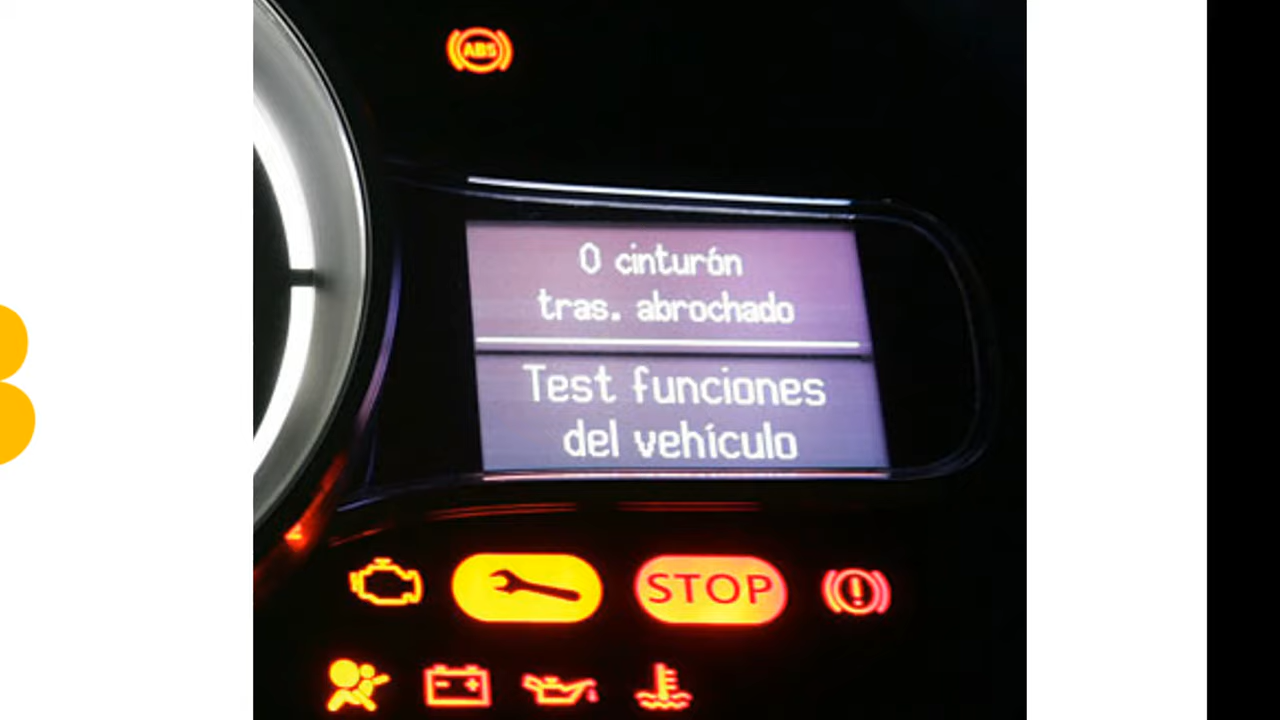 ABS
0 cinturón
tras. abrochado
Test funciones
del vehículo
STOP